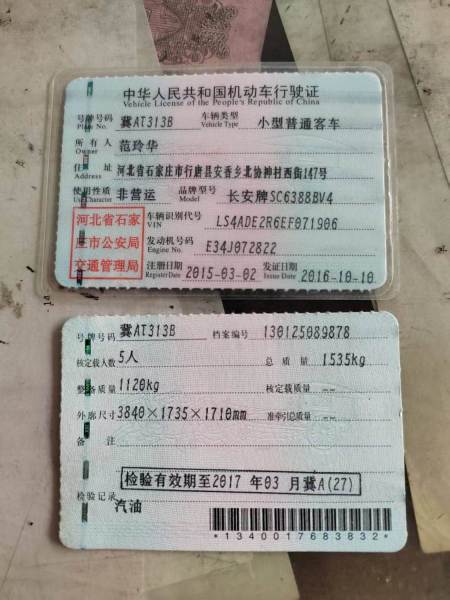 中华人民共和国机动车行驶证
Vehicle License of the People's Republic of China
号牌号码 冀AT313B 车辆类型 小型普通客车
Plate No. Vehicle Type
所有人 范玲华
Owner
住址 河北省石家庄市行唐县安香乡北协神村西街147号
Address
使用性质 非营运 品牌型号 长安牌SC6388BV4
Use Character Model
河北省石家
庄市公安局
交通管理局
车辆识别代号 LS4ADE2R6EF071906
VIN
发动机号码 E34J072822
Engine No.
注册日期 2015-03-02 发证日期 2016-10-10
Register Date Issue Date
号牌号码 冀AT313B 档案编号 130125089878
核定载人数 5人 总质量 1535kg
整备质量 1120kg 核定载质量 --
外廓尺寸 3840×1735×1710毫米 准牵引总质量 --
备注
检验有效期至2017年03月冀A(27)
检验记录
汽油
*1340017683832*